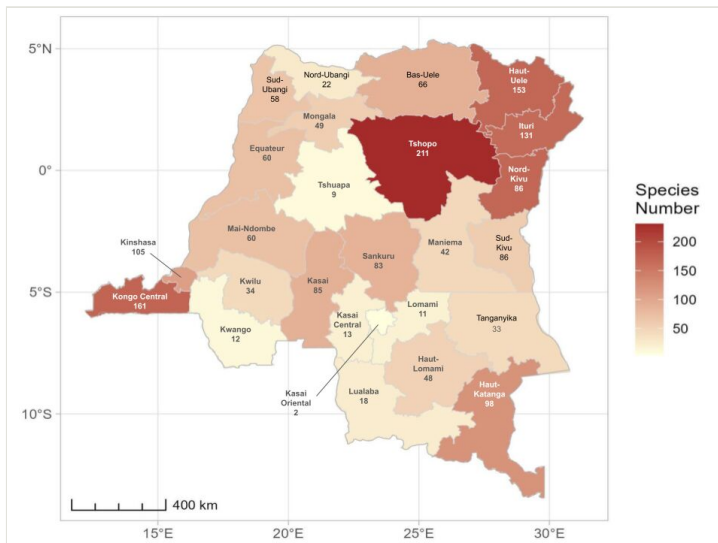 5°N
0°
5°S
10°S
15°E
20°E
25°E
30°E
400 km
Nord-Ubangi
22
Sud-
Ubangi
58
Bas-Uele
66
Haut-
Uele
153
Mongala
49
Ituri
131
Equateur
60
Tshopo
211
Tshuapa
9
Nord-
Kivu
86
Mai-Ndombe
60
Kinshasa
105
Sankuru
83
Maniema
42
Sud-
Kivu
86
Kongo Central
161
Kwilu
34
Kasai
85
Kwango
12
Kasai
Central
13
Lomami
11
Tanganyika
33
Kasai
Oriental
2
Haut-
Lomami
48
Lualaba
18
Haut-
Katanga
98
Species
Number
200
150
100
50